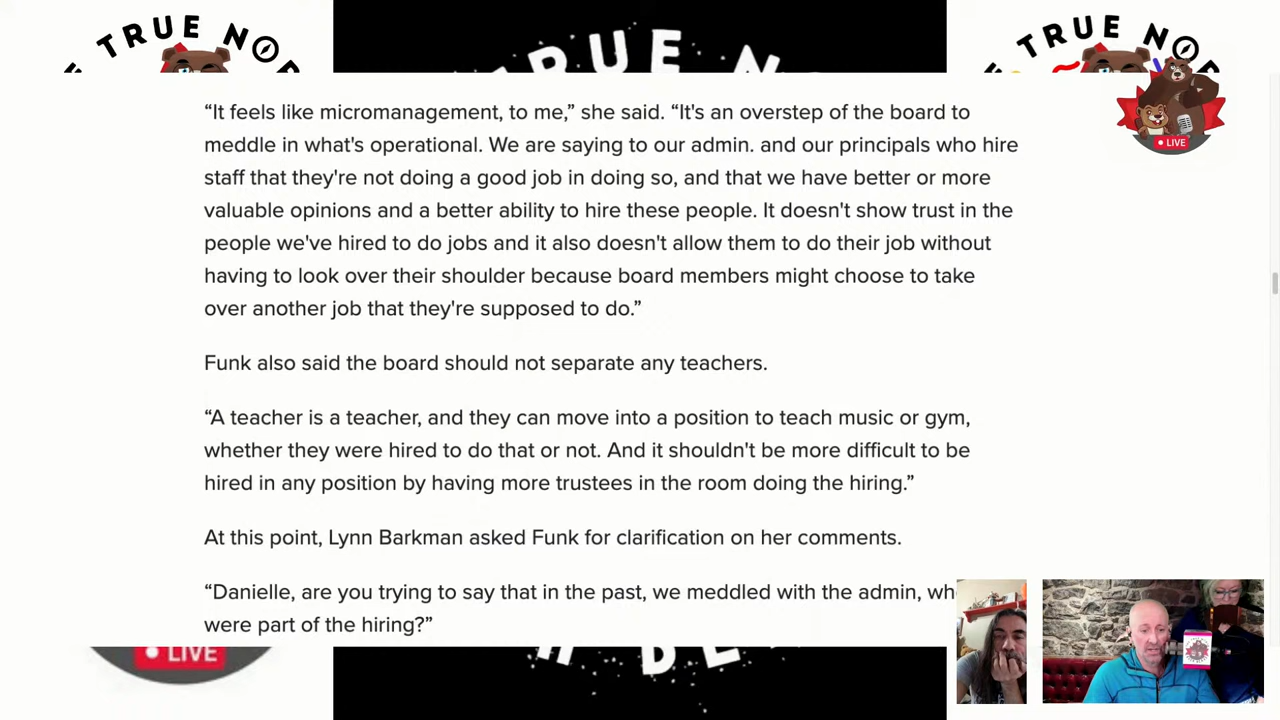 TRUE NOR
TRUE NO
TRUE NO
LIVE
“It feels like micromanagement, to me,” she said. “It's an overstep of the board to
meddle in what's operational. We are saying to our admin. and our principals who hire
staff that they're not doing a good job in doing so, and that we have better or more
valuable opinions and a better ability to hire these people. It doesn't show trust in the
people we've hired to do jobs and it also doesn't allow them to do their job without
having to look over their shoulder because board members might choose to take
over another job that they're supposed to do.”
Funk also said the board should not separate any teachers.
“A teacher is a teacher, and they can move into a position to teach music or gym,
whether they were hired to do that or not. And it shouldn't be more difficult to be
hired in any position by having more trustees in the room doing the hiring.”
At this point, Lynn Barkman asked Funk for clarification on her comments.
“Danielle, are you trying to say that in the past, we meddled with the admin, wh
were part of the hiring?”
LIVE